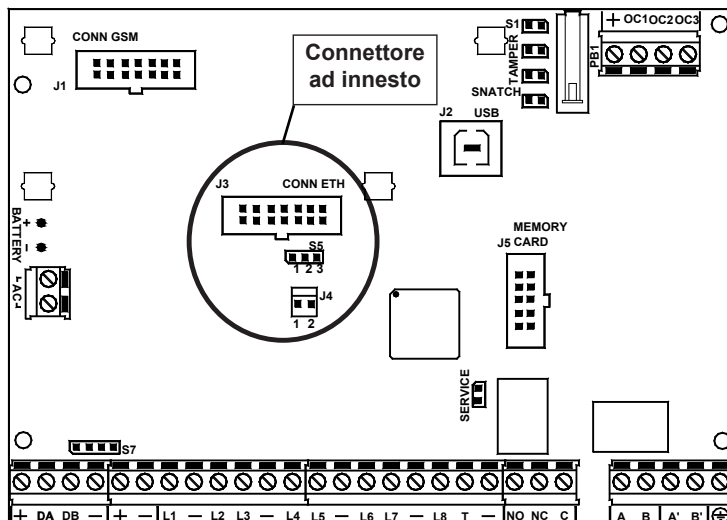 CONN GSM
J1
Connettore
ad innesto
S1
TAMPER
SNATCH
PB1
+ OC1 OC2 OC3
J2 USB
J3 CONN ETH
S5
1 2 3
J4
1 2
BATTERY
+
-
AC
MEMORY
J5 CARD
SERVICE
S7
+ DA DB - + - L1 - L2 L3 - L4 L5 - L6 L7 - L8 T - NO NC C A B A' B'